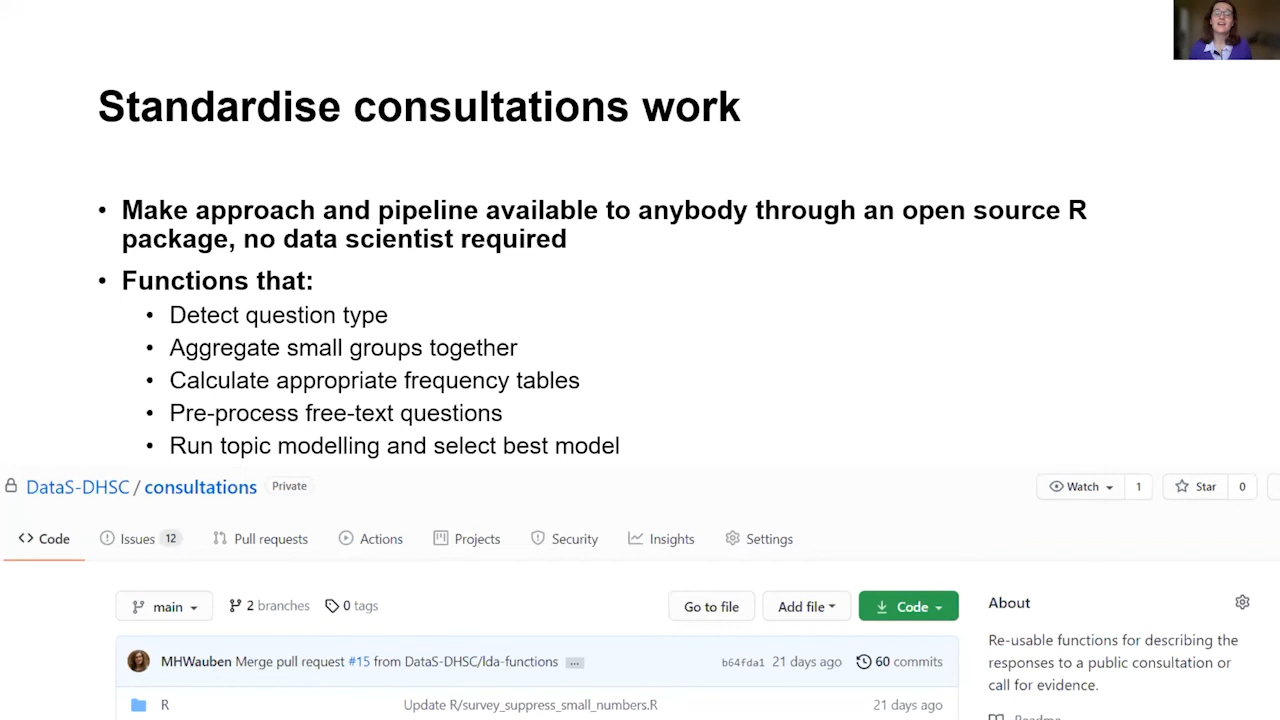 Standardise consultations work
• Make approach and pipeline available to anybody through an open source R
package, no data scientist required
• Functions that:
• Detect question type
• Aggregate small groups together
• Calculate appropriate frequency tables
• Pre-process free-text questions
• Run topic modelling and select best model
DataS-DHSC / consultations Private Watch 1 Star 0
<> Code Issues 12 Pull requests Actions Projects Security Insights Settings
main 2 branches 0 tags Go to file Add file Code About
Re-usable functions for describing the
responses to a public consultation or
call for evidence.
MHWauben Merge pull request #15 from DataS-DHSC/lda-functions ... b64fda1 21 days ago 60 commits
R Update R/survey_suppress_small_numbers.R 21 days ago
Readme